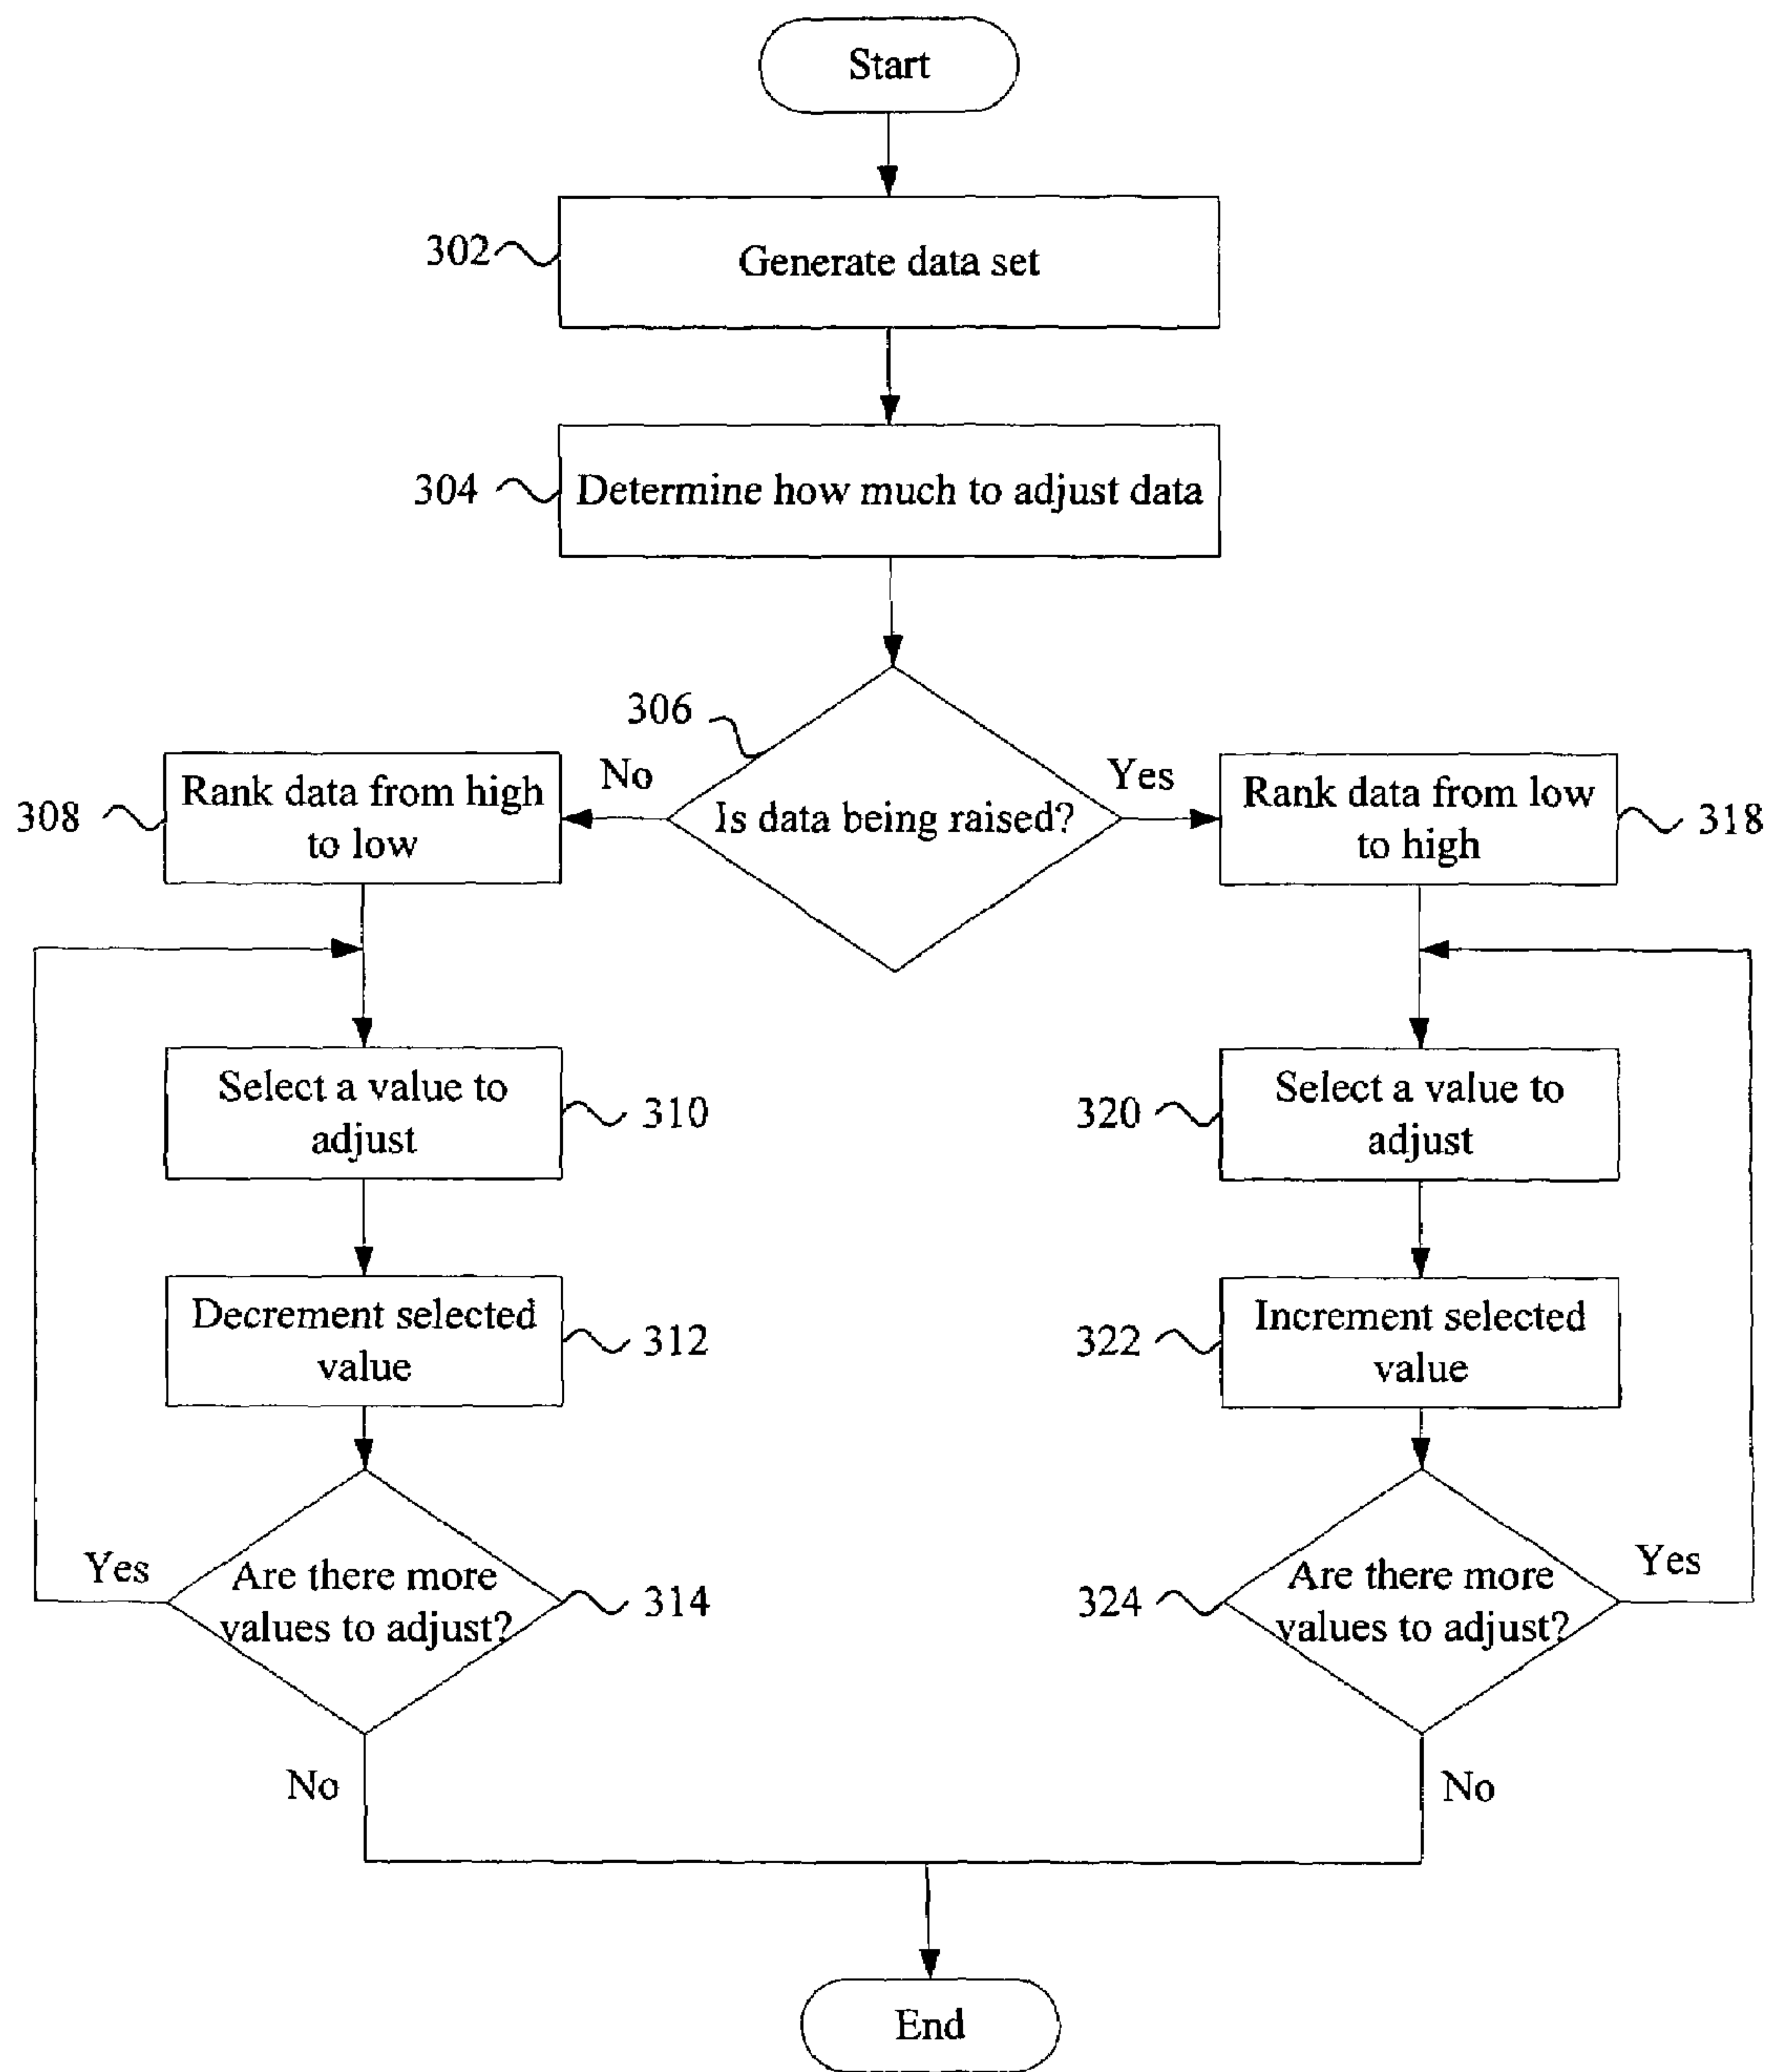 Start
302
Generate data set
304
Determine how much to adjust data
306
No
Yes
Is data being raised?
308
Rank data from high
to low
Rank data from low
to high
318
Select a value to
adjust
310
320
Select a value to
adjust
Decrement selected
value
312
322
Increment selected
value
Yes
Are there more
values to adjust?
314
324
Are there more
values to adjust?
Yes
No
No
End